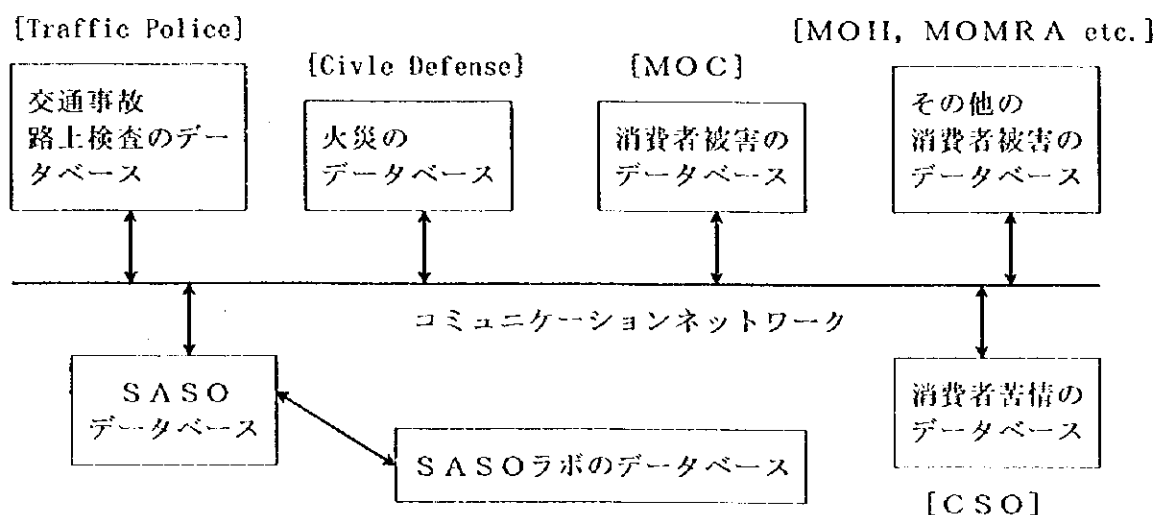 [Traffic Police]
交通事故
路上検査のデー
タベース
[Civle Defense]
火災の
データベース
[MOC]
消費者被害の
データベース
[MOH, MOMRA etc.]
その他の
消費者被害の
データベース
コミュニケーションネットワーク
SASO
データベース
SASOラボのデータベース
消費者苦情の
データベース
[CSO]